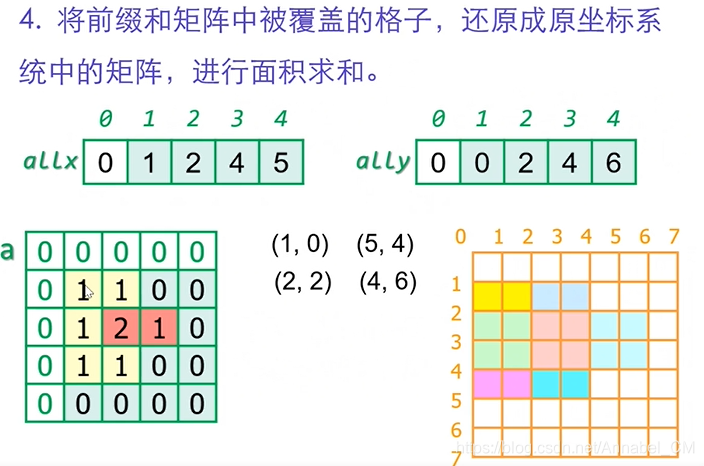 4. 将前缀和矩阵中被覆盖的格子，还原成原坐标系
统中的矩阵，进行面积求和。
0 1 2 3 4
allx 0 1 2 4 5
0 1 2 3 4
ally 0 0 2 4 6
a
0 0 0 0 0
0 1 1 0 0
0 1 2 1 0
0 1 1 0 0
0 0 0 0 0
(1, 0) (5, 4)
(2, 2) (4, 6)
0 1 2 3 4 5 6 7
1
2
3
4
5
6
7
https://blog.csdn.net/Annabel_CM